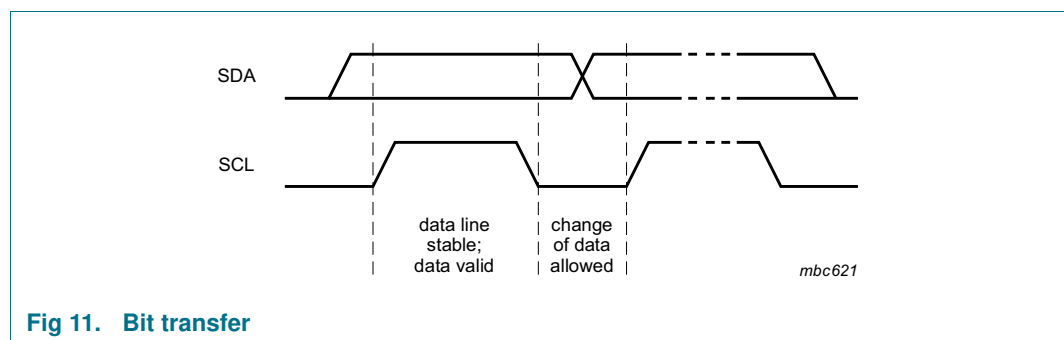 SDA
SCL
data line
stable;
data valid
change
of data
allowed
mbc621
Fig 11. Bit transfer